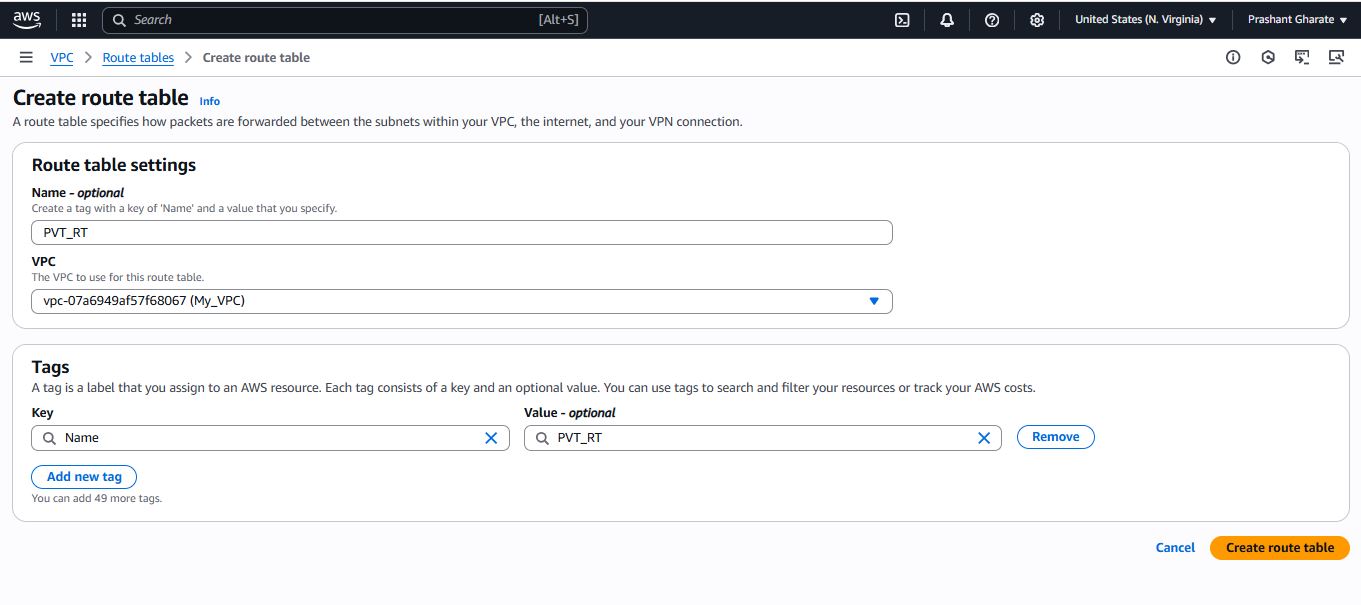 aws Search [Alt+S] United States (N. Virginia) Prashant Gharate
VPC Route tables Create route table
Create route table Info
A route table specifies how packets are forwarded between the subnets within your VPC, the internet, and your VPN connection.
Route table settings
Name - optional
Create a tag with a key of 'Name' and a value that you specify.
PVT_RT
VPC
The VPC to use for this route table.
vpc-07a6949af57f68067 (My_VPC)
Tags
A tag is a label that you assign to an AWS resource. Each tag consists of a key and an optional value. You can use tags to search and filter your resources or track your AWS costs.
Key Value - optional
Name PVT_RT Remove
Add new tag
You can add 49 more tags.
Cancel Create route table